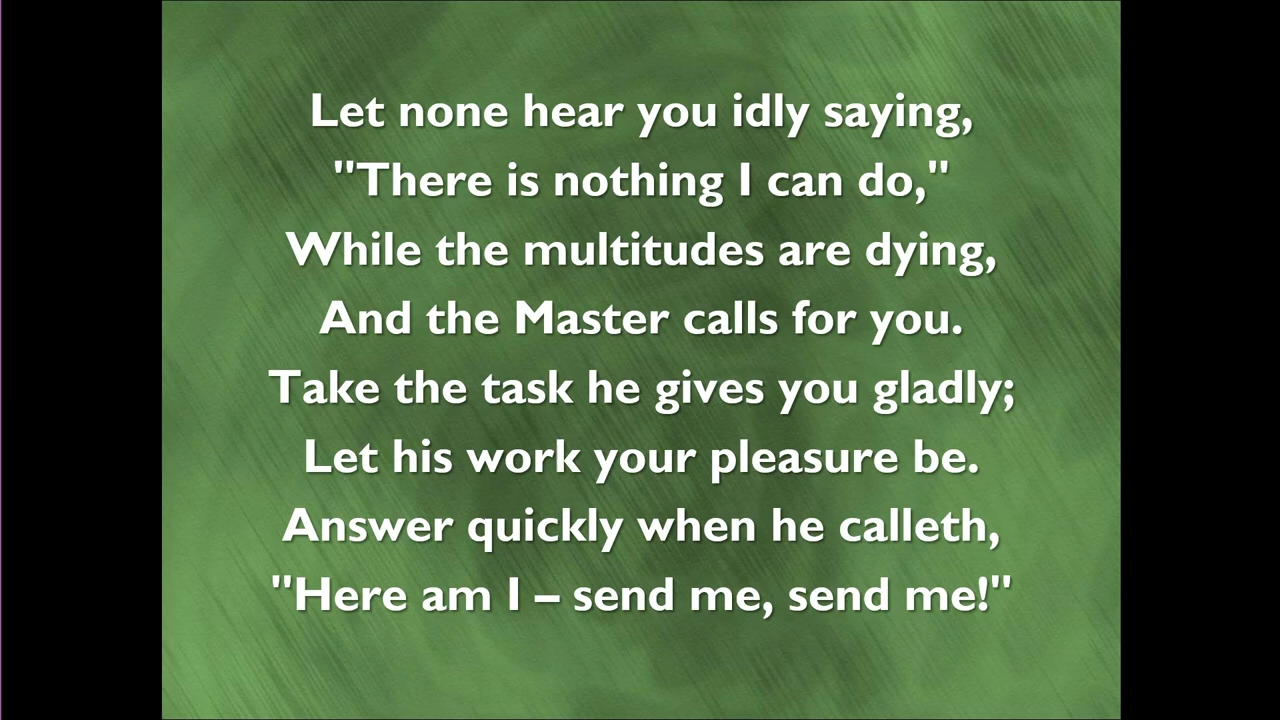 Let none hear you idly saying,
"There is nothing I can do,"
While the multitudes are dying,
And the Master calls for you.
Take the task he gives you gladly;
Let his work your pleasure be.
Answer quickly when he calleth,
"Here am I – send me, send me!"